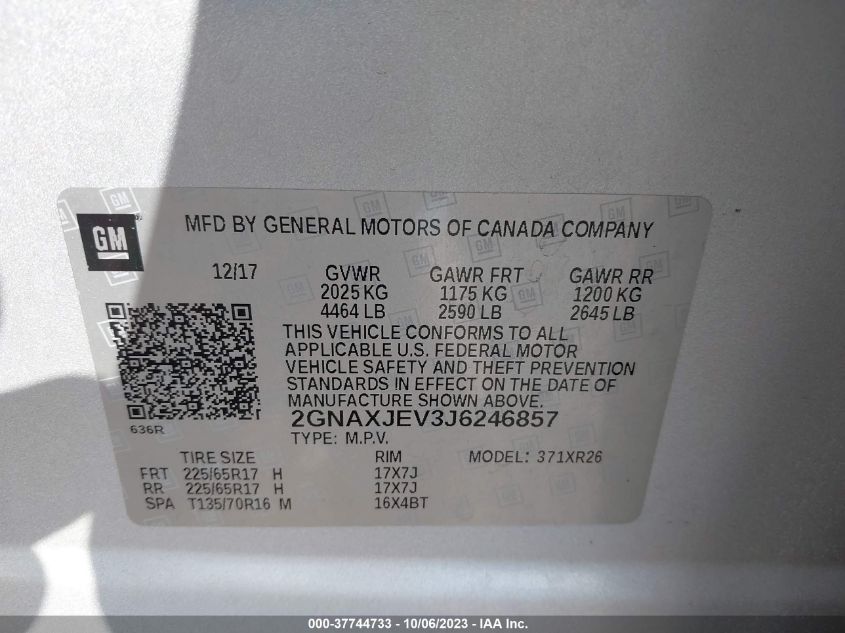 GM
MFD BY GENERAL MOTORS OF CANADA COMPANY
12/17 GVWR GAWR FRT GAWR RR
2025 KG 1175 KG 1200 KG
4464 LB 2590 LB 2645 LB
THIS VEHICLE CONFORMS TO ALL
APPLICABLE U.S. FEDERAL MOTOR
VEHICLE SAFETY AND THEFT PREVENTION
STANDARDS IN EFFECT ON THE DATE OF
MANUFACTURE SHOWN ABOVE.
636R
2GNAXJEV3J6246857
TYPE: M.P.V.
TIRE SIZE RIM MODEL: 371XR26
FRT 225/65R17 H 17X7J
RR 225/65R17 H 17X7J
SPA T135/70R16 M 16X4BT
000-37744733 - 10/06/2023 - IAA Inc.